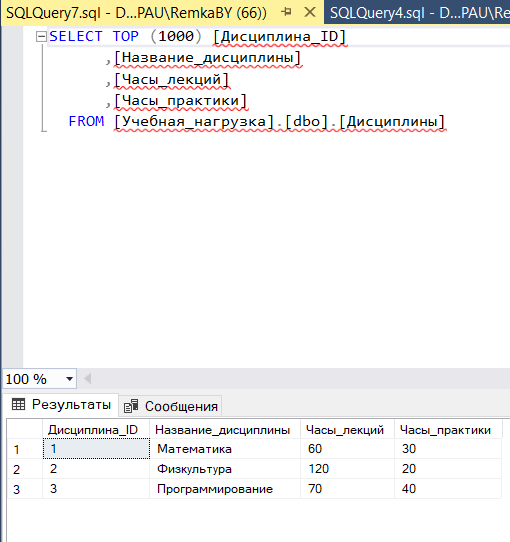 SQLQuery7.sql - D...PAU\RemkaBY (66))
SQLQuery4.sql - D...PAU\Re
SELECT TOP (1000) [Дисциплина_ID]
,[Название_дисциплины]
,[Часы_лекций]
,[Часы_практики]
FROM [Учебная_нагрузка].[dbo].[Дисциплины]
100 %
Результаты Сообщения
Дисциплина_ID Название_дисциплины Часы_лекций Часы_практики
1 1 Математика 60 30
2 2 Физкультура 120 20
3 3 Программирование 70 40